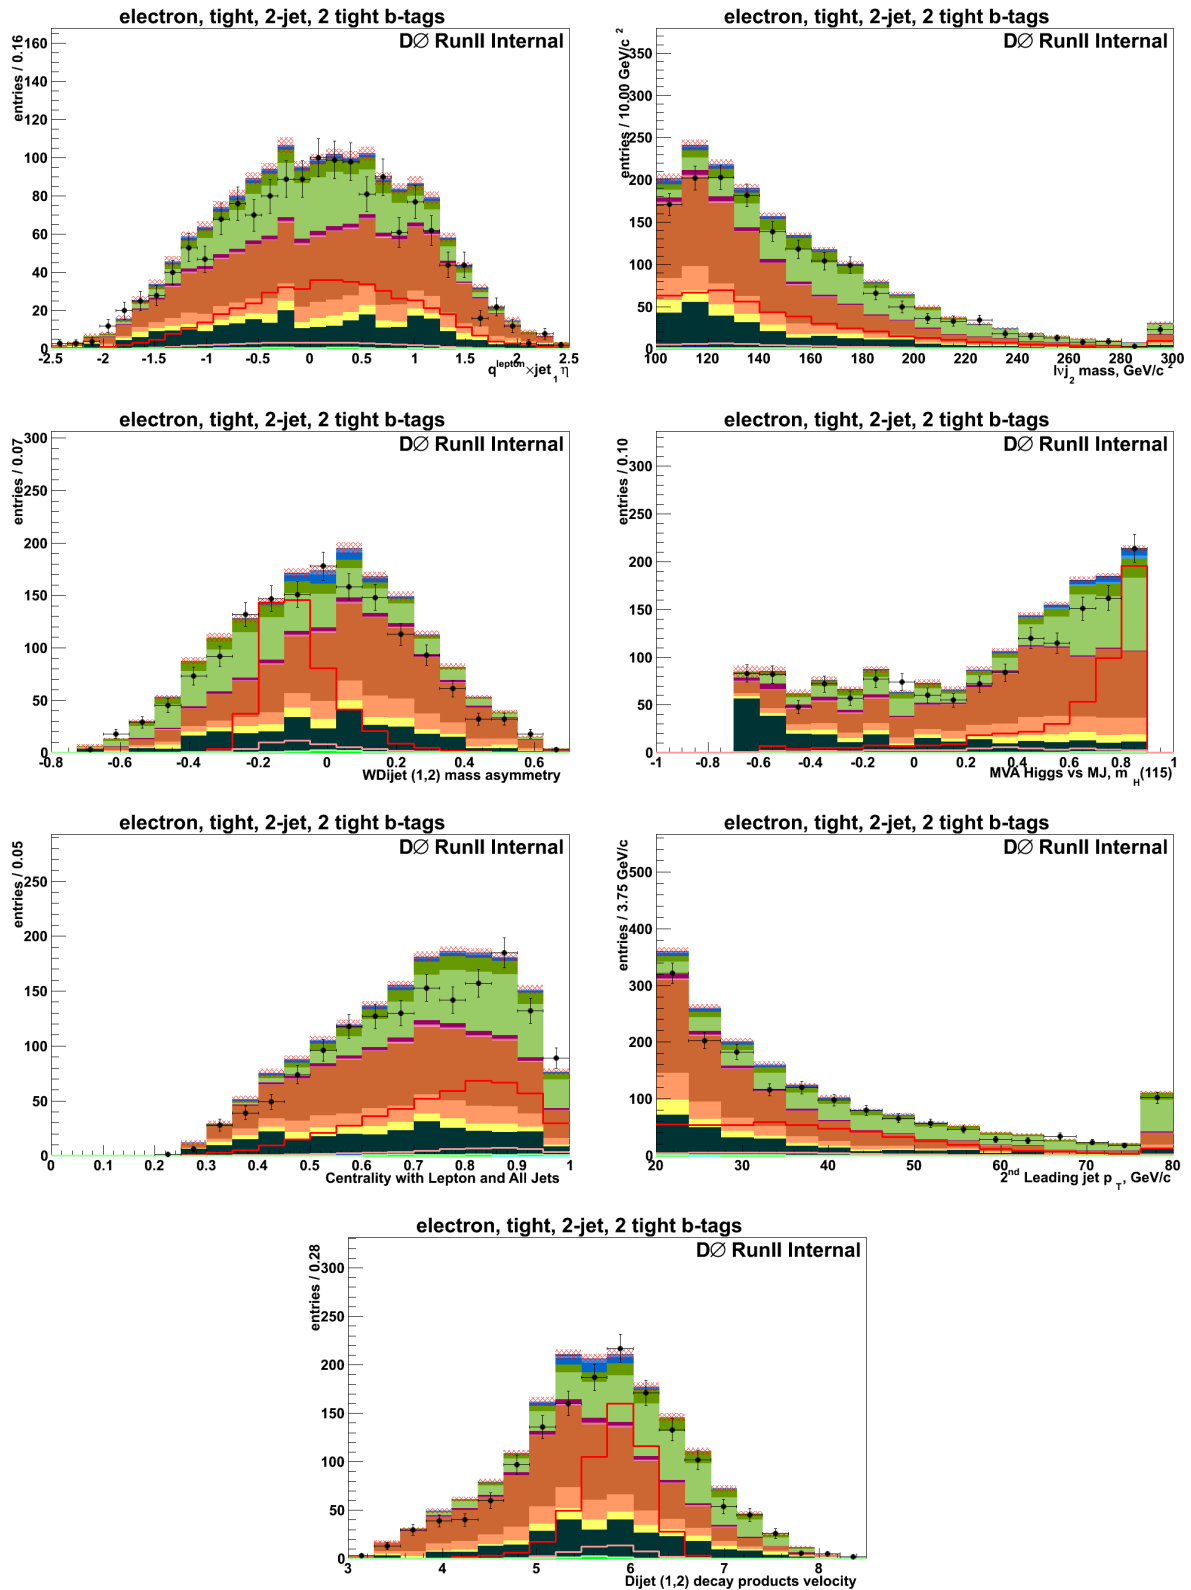 electron, tight, 2-jet, 2 tight b-tags
DØ RunII Internal
entries / 0.16
160
140
120
100
80
60
40
20
0
-2.5 -2 -1.5 -1 -0.5 0 0.5 1 1.5 2 2.5
q^lepton×jet_1 η
electron, tight, 2-jet, 2 tight b-tags
DØ RunII Internal
entries / 10.00 GeV/c^2
350
300
250
200
150
100
50
0
100 120 140 160 180 200 220 240 260 280 300
lνj_2 mass, GeV/c^2
electron, tight, 2-jet, 2 tight b-tags
DØ RunII Internal
entries / 0.07
300
250
200
150
100
50
0
-0.8 -0.6 -0.4 -0.2 0 0.2 0.4 0.6
WDijet (1,2) mass asymmetry
electron, tight, 2-jet, 2 tight b-tags
DØ RunII Internal
entries / 0.10
300
250
200
150
100
50
0
-1 -0.8 -0.6 -0.4 -0.2 0 0.2 0.4 0.6 0.8 1
MVA Higgs vs MJ, m_H(115)
electron, tight, 2-jet, 2 tight b-tags
DØ RunII Internal
entries / 0.05
250
200
150
100
50
0
0 0.1 0.2 0.3 0.4 0.5 0.6 0.7 0.8 0.9 1
Centrality with Lepton and All Jets
electron, tight, 2-jet, 2 tight b-tags
DØ RunII Internal
entries / 3.75 GeV/c
500
400
300
200
100
0
20 30 40 50 60 70 80
2^nd Leading jet p_T, GeV/c
electron, tight, 2-jet, 2 tight b-tags
DØ RunII Internal
entries / 0.28
300
250
200
150
100
50
0
3 4 5 6 7 8
Dijet (1,2) decay products velocity